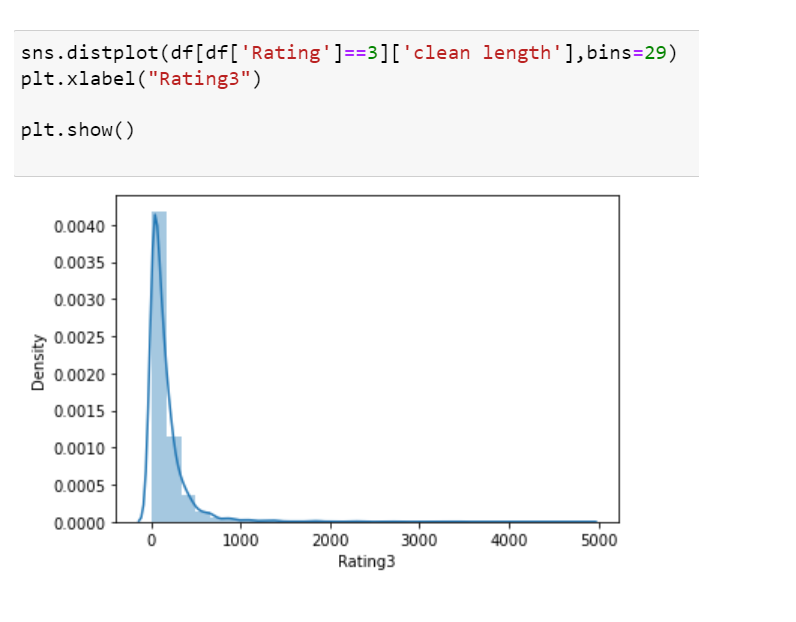 sns.distplot(df[df['Rating']==3]['clean length'],bins=29)
plt.xlabel("Rating3")
plt.show()
0.0040
0.0035
0.0030
0.0025
0.0020
0.0015
0.0010
0.0005
0.0000
Density
0 1000 2000 3000 4000 5000
Rating3